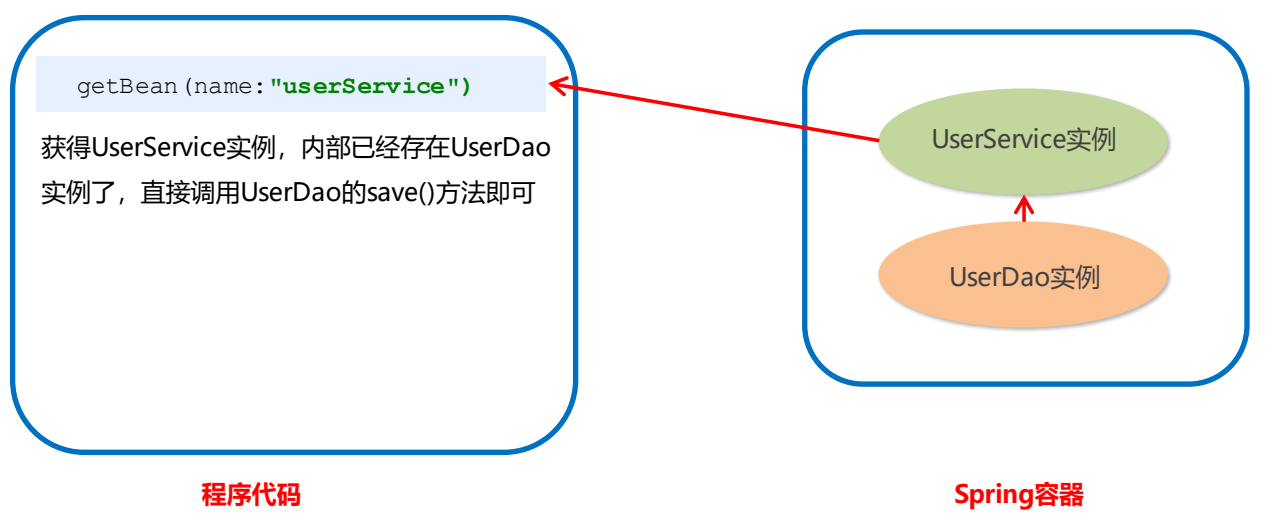 getBean(name:"userService")
获得UserService实例，内部已经存在UserDao
实例了，直接调用UserDao的save()方法即可
UserService实例
UserDao实例
程序代码
Spring容器